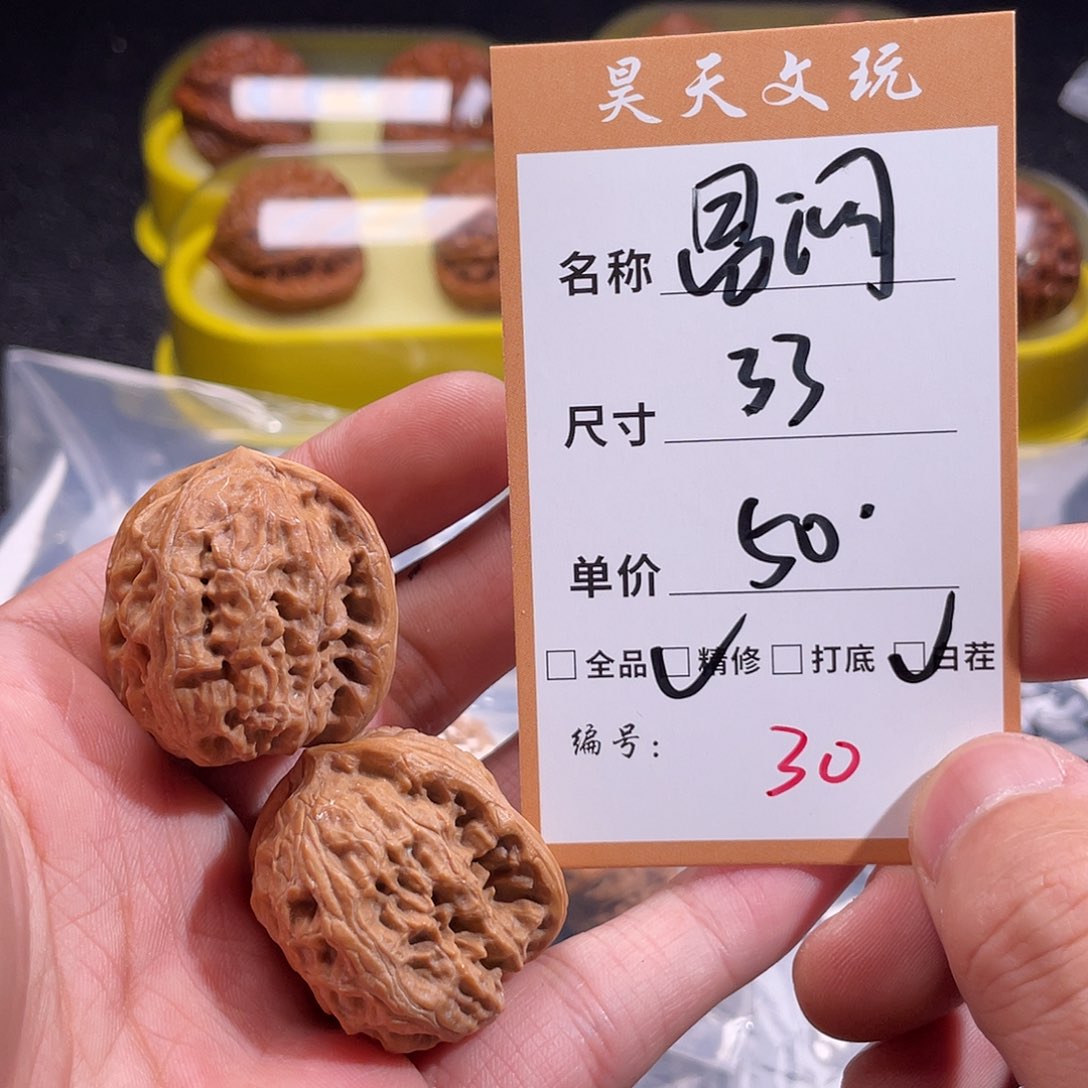 昊天文玩
名称 昌网
尺寸 33
单价 50.
全品 精修 打底 白茬
编号: 30